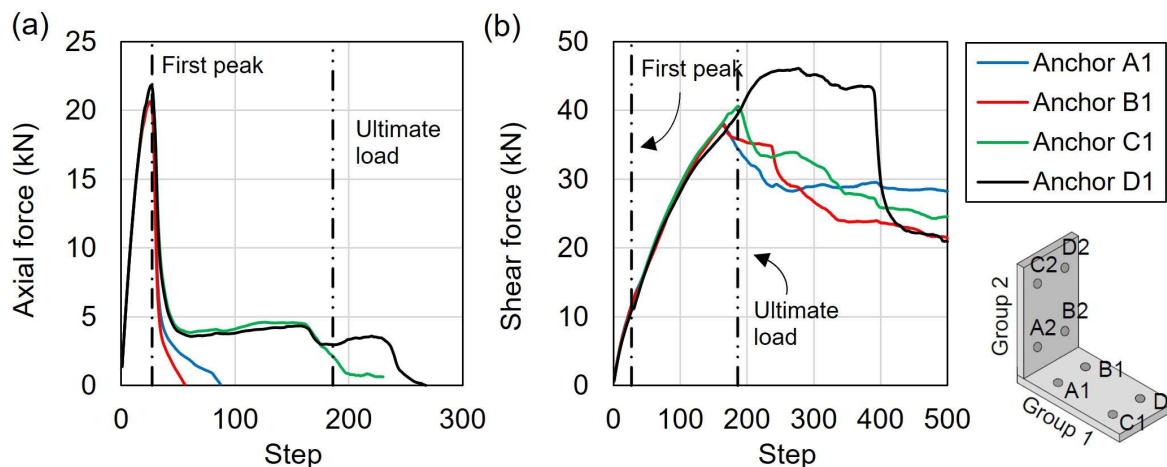 (a)
Axial force (kN)
25
20
15
10
5
0
First peak
Ultimate
load
0 100 200 300
Step
(b)
Shear force (kN)
50
40
30
20
10
0
First peak
Ultimate
load
0 100 200 300 400 500
Step
Anchor A1
Anchor B1
Anchor C1
Anchor D1
D2
C2
B2
A2
Group 2
B1
A1
D
C1
Group 1